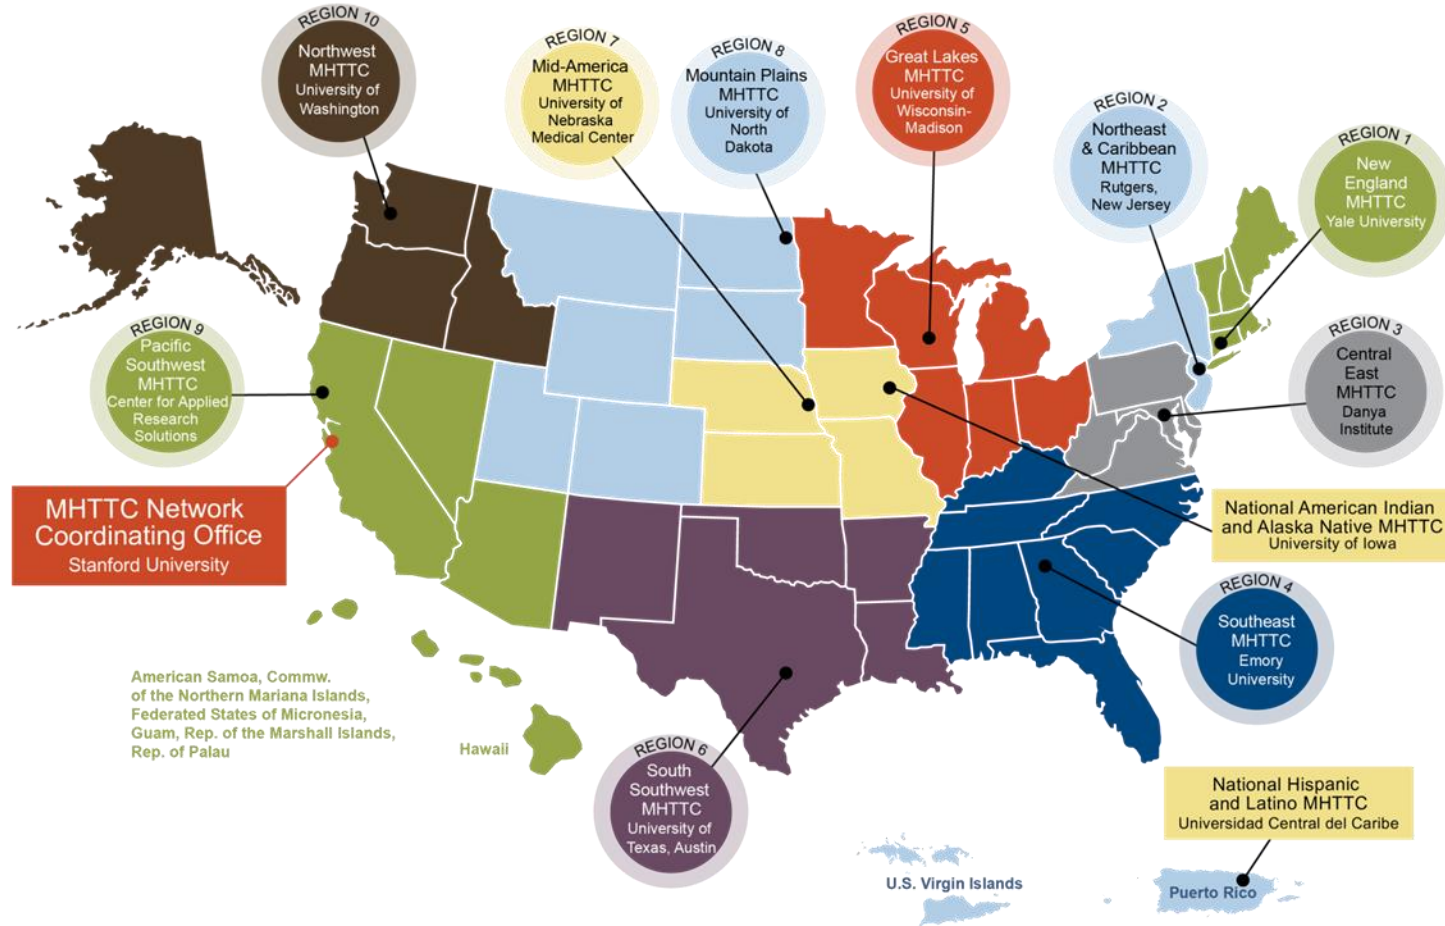 REGION 10
Northwest
MHTTC
University of
Washington
REGION 7
Mid-America
MHTTC
University of
Nebraska
Medical Center
REGION 8
Mountain Plains
MHTTC
University of
North
Dakota
REGION 5
Great Lakes
MHTTC
University of
Wisconsin-
Madison
REGION 2
Northeast
& Caribbean
MHTTC
Rutgers,
New Jersey
REGION 1
New
England
MHTTC
Yale University
REGION 9
Pacific
Southwest
MHTTC
Center for Applied
Research
Solutions
REGION 3
Central
East
MHTTC
Danya
Institute
MHTTC Network
Coordinating Office
Stanford University
National American Indian
and Alaska Native MHTTC
University of Iowa
REGION 4
Southeast
MHTTC
Emory
University
American Samoa, Commw.
of the Northern Mariana Islands,
Federated States of Micronesia,
Guam, Rep. of the Marshall Islands,
Rep. of Palau
Hawaii
REGION 6
South
Southwest
MHTTC
University of
Texas, Austin
National Hispanic
and Latino MHTTC
Universidad Central del Caribe
U.S. Virgin Islands
Puerto Rico